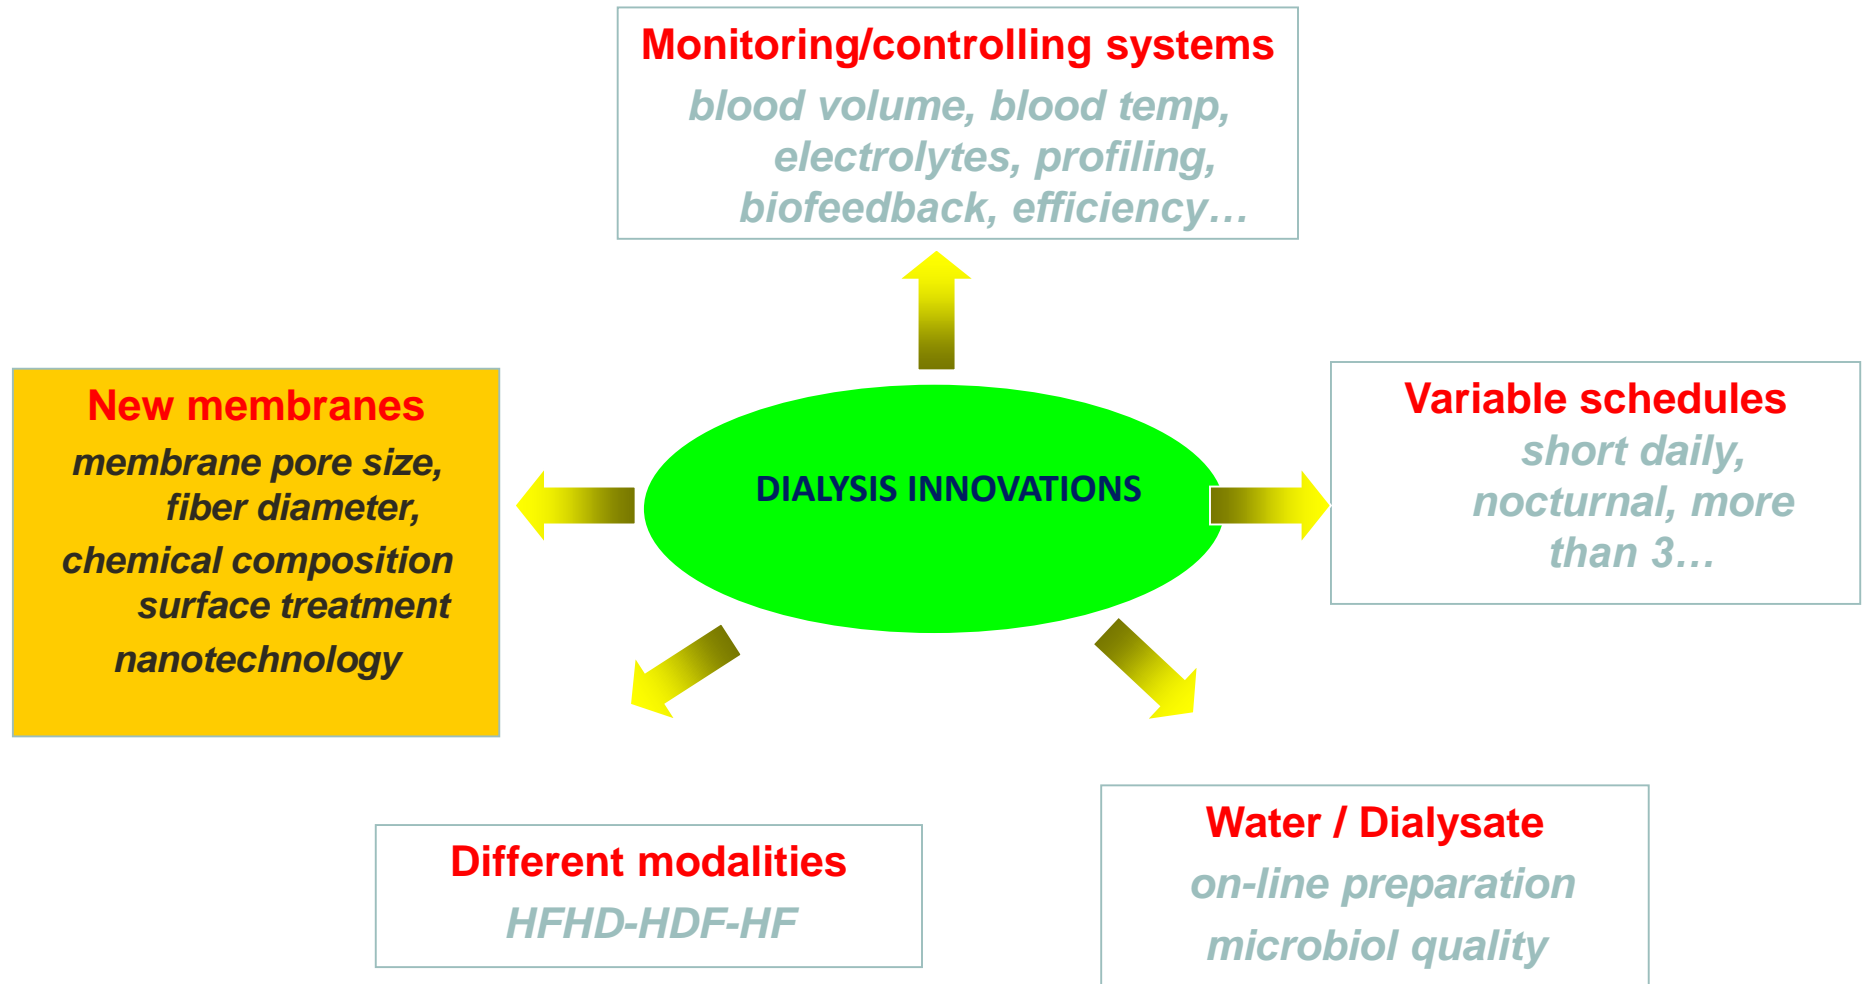 Monitoring/controlling systems
blood volume, blood temp,
electrolytes, profiling,
biofeedback, efficiency…
New membranes
membrane pore size,
fiber diameter,
chemical composition
surface treatment
nanotechnology
DIALYSIS INNOVATIONS
Variable schedules
short daily,
nocturnal, more
than 3…
Different modalities
HFHD-HDF-HF
Water / Dialysate
on-line preparation
microbiol quality